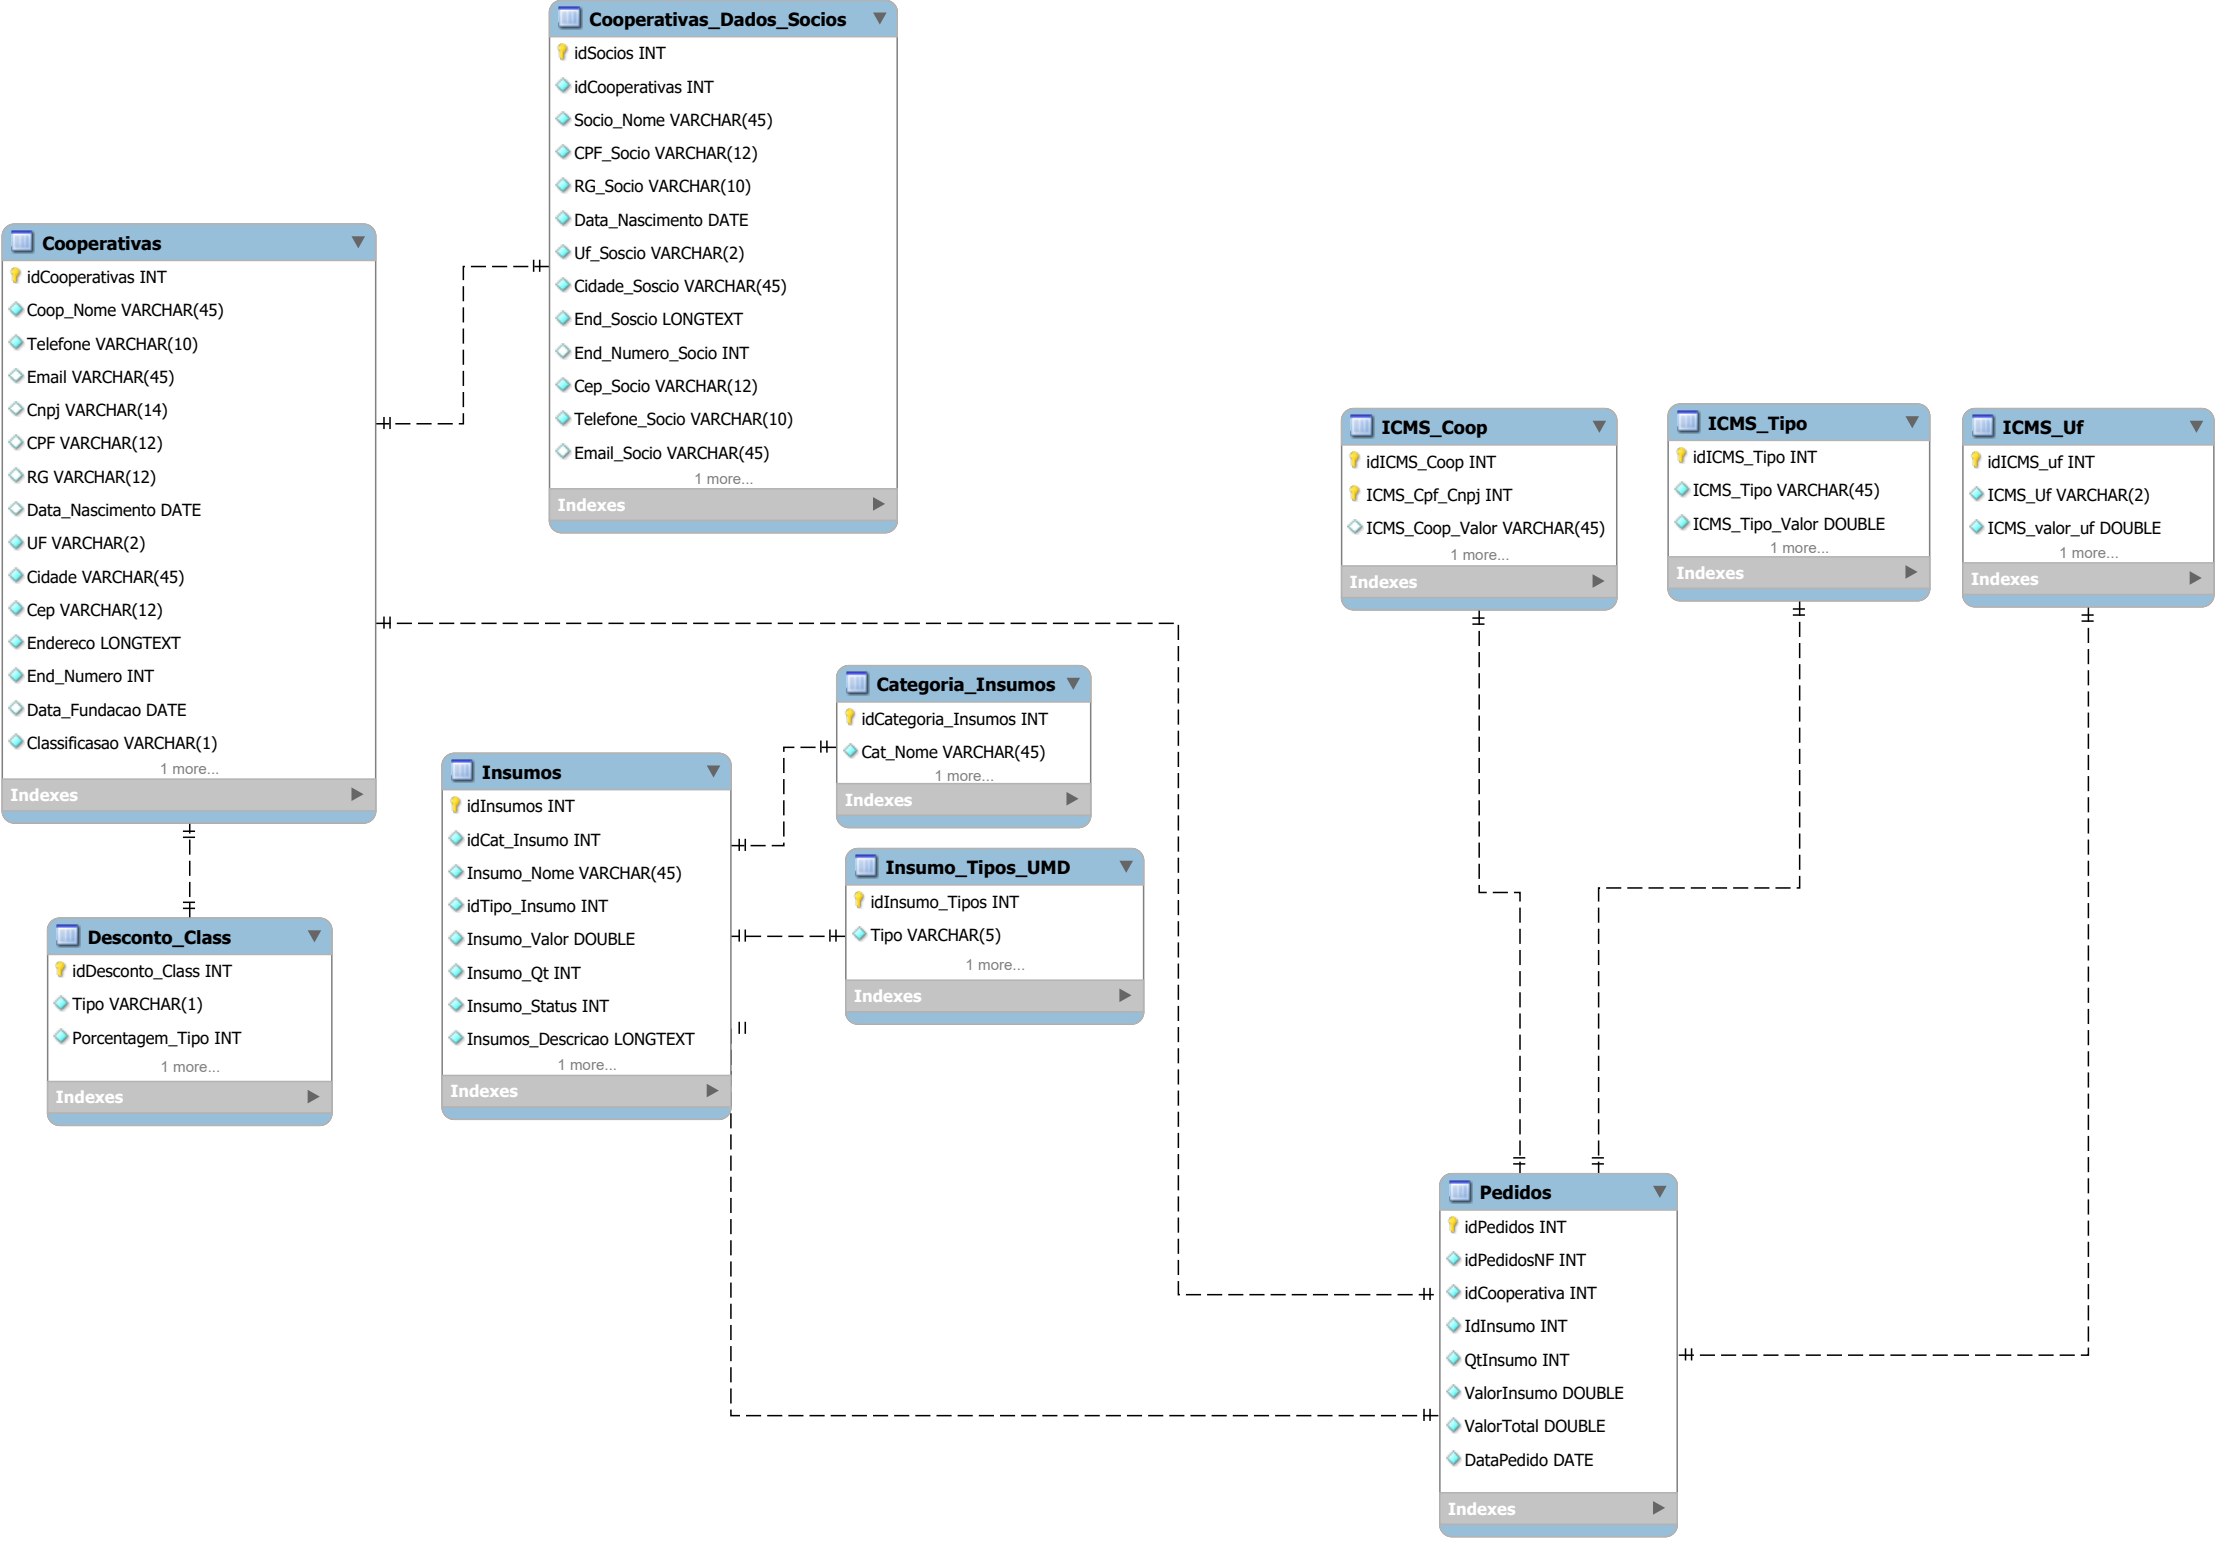 Cooperativas_Dados_Socios
idSocios INT
idCooperativas INT
Socio_Nome VARCHAR(45)
CPF_Socio VARCHAR(12)
RG_Socio VARCHAR(10)
Data_Nascimento DATE
Uf_Soscio VARCHAR(2)
Cidade_Soscio VARCHAR(45)
End_Soscio LONGTEXT
End_Numero_Socio INT
Cep_Socio VARCHAR(12)
Telefone_Socio VARCHAR(10)
Email_Socio VARCHAR(45)
1 more...
Indexes
Cooperativas
idCooperativas INT
Coop_Nome VARCHAR(45)
Telefone VARCHAR(10)
Email VARCHAR(45)
Cnpj VARCHAR(14)
CPF VARCHAR(12)
RG VARCHAR(12)
Data_Nascimento DATE
UF VARCHAR(2)
Cidade VARCHAR(45)
Cep VARCHAR(12)
Endereco LONGTEXT
End_Numero INT
Data_Fundacao DATE
Classificasao VARCHAR(1)
1 more...
Indexes
ICMS_Coop
idICMS_Coop INT
ICMS_Cpf_Cnpj INT
ICMS_Coop_Valor VARCHAR(45)
1 more...
Indexes
ICMS_Tipo
idICMS_Tipo INT
ICMS_Tipo VARCHAR(45)
ICMS_Tipo_Valor DOUBLE
1 more...
Indexes
ICMS_Uf
idICMS_uf INT
ICMS_Uf VARCHAR(2)
ICMS_valor_uf DOUBLE
1 more...
Indexes
Categoria_Insumos
idCategoria_Insumos INT
Cat_Nome VARCHAR(45)
1 more...
Indexes
Insumos
idInsumos INT
idCat_Insumo INT
Insumo_Nome VARCHAR(45)
idTipo_Insumo INT
Insumo_Valor DOUBLE
Insumo_Qt INT
Insumo_Status INT
Insumos_Descricao LONGTEXT
1 more...
Indexes
Insumo_Tipos_UMD
idInsumo_Tipos INT
Tipo VARCHAR(5)
1 more...
Indexes
Desconto_Class
idDesconto_Class INT
Tipo VARCHAR(1)
Porcentagem_Tipo INT
1 more...
Indexes
Pedidos
idPedidos INT
idPedidosNF INT
idCooperativa INT
IdInsumo INT
QtInsumo INT
ValorInsumo DOUBLE
ValorTotal DOUBLE
DataPedido DATE
Indexes